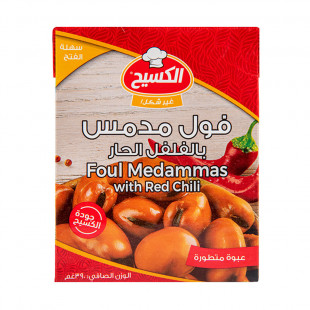 سهلة
الفتح
الكسيح
غير شكل!
فول مدمس
بالفلفل الحار
Foul Medammas
with Red Chili
جودة
الكسيح
عبوة متطورة
الوزن الصافي: ٣٩٠غم